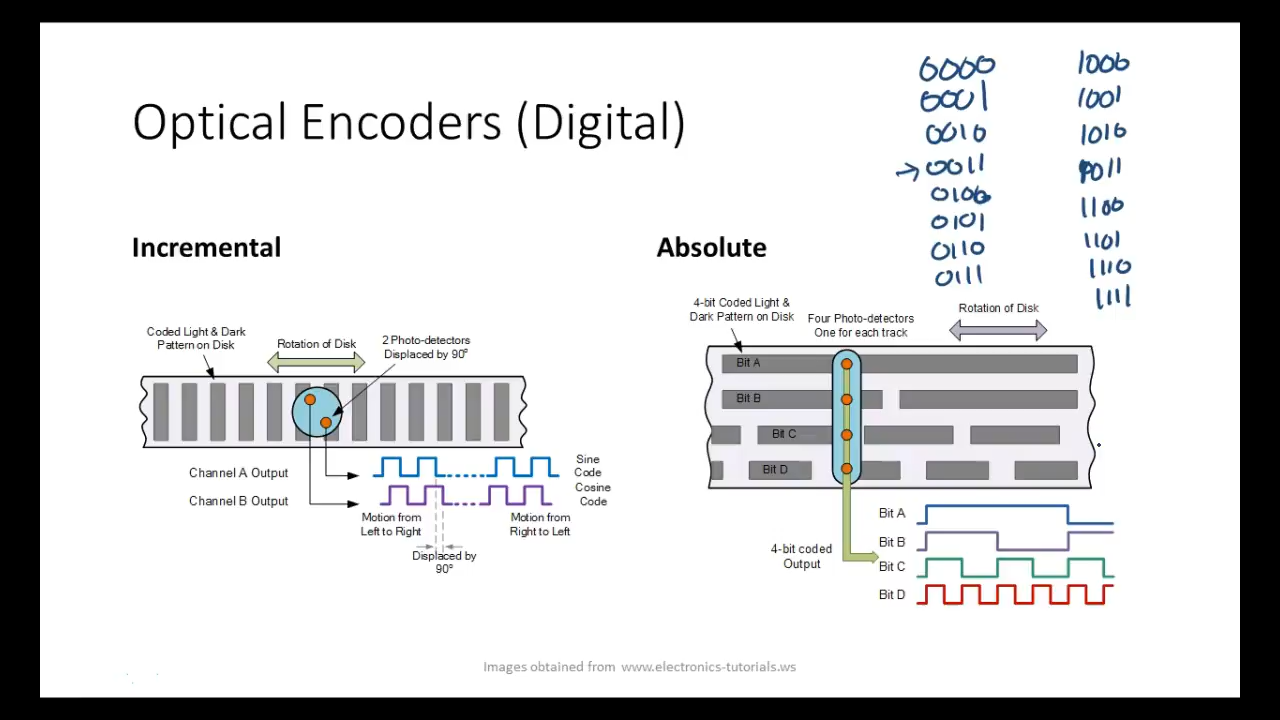 Optical Encoders (Digital)
0000
0001
0010
→0011
0100
0101
0110
0111
1000
1001
1010
1011
1100
1101
1110
1111
Incremental
Coded Light & Dark
Pattern on Disk
Rotation of Disk
2 Photo-detectors
Displaced by 90°
Channel A Output
Channel B Output
Sine
Code
Cosine
Code
Motion from
Left to Right
Motion from
Right to Left
Displaced by
90°
Absolute
4-bit Coded Light &
Dark Pattern on Disk
Four Photo-detectors
One for each track
Rotation of Disk
Bit A
Bit B
Bit C
Bit D
4-bit coded
Output
Bit A
Bit B
Bit C
Bit D
Images obtained from www.electronics-tutorials.ws